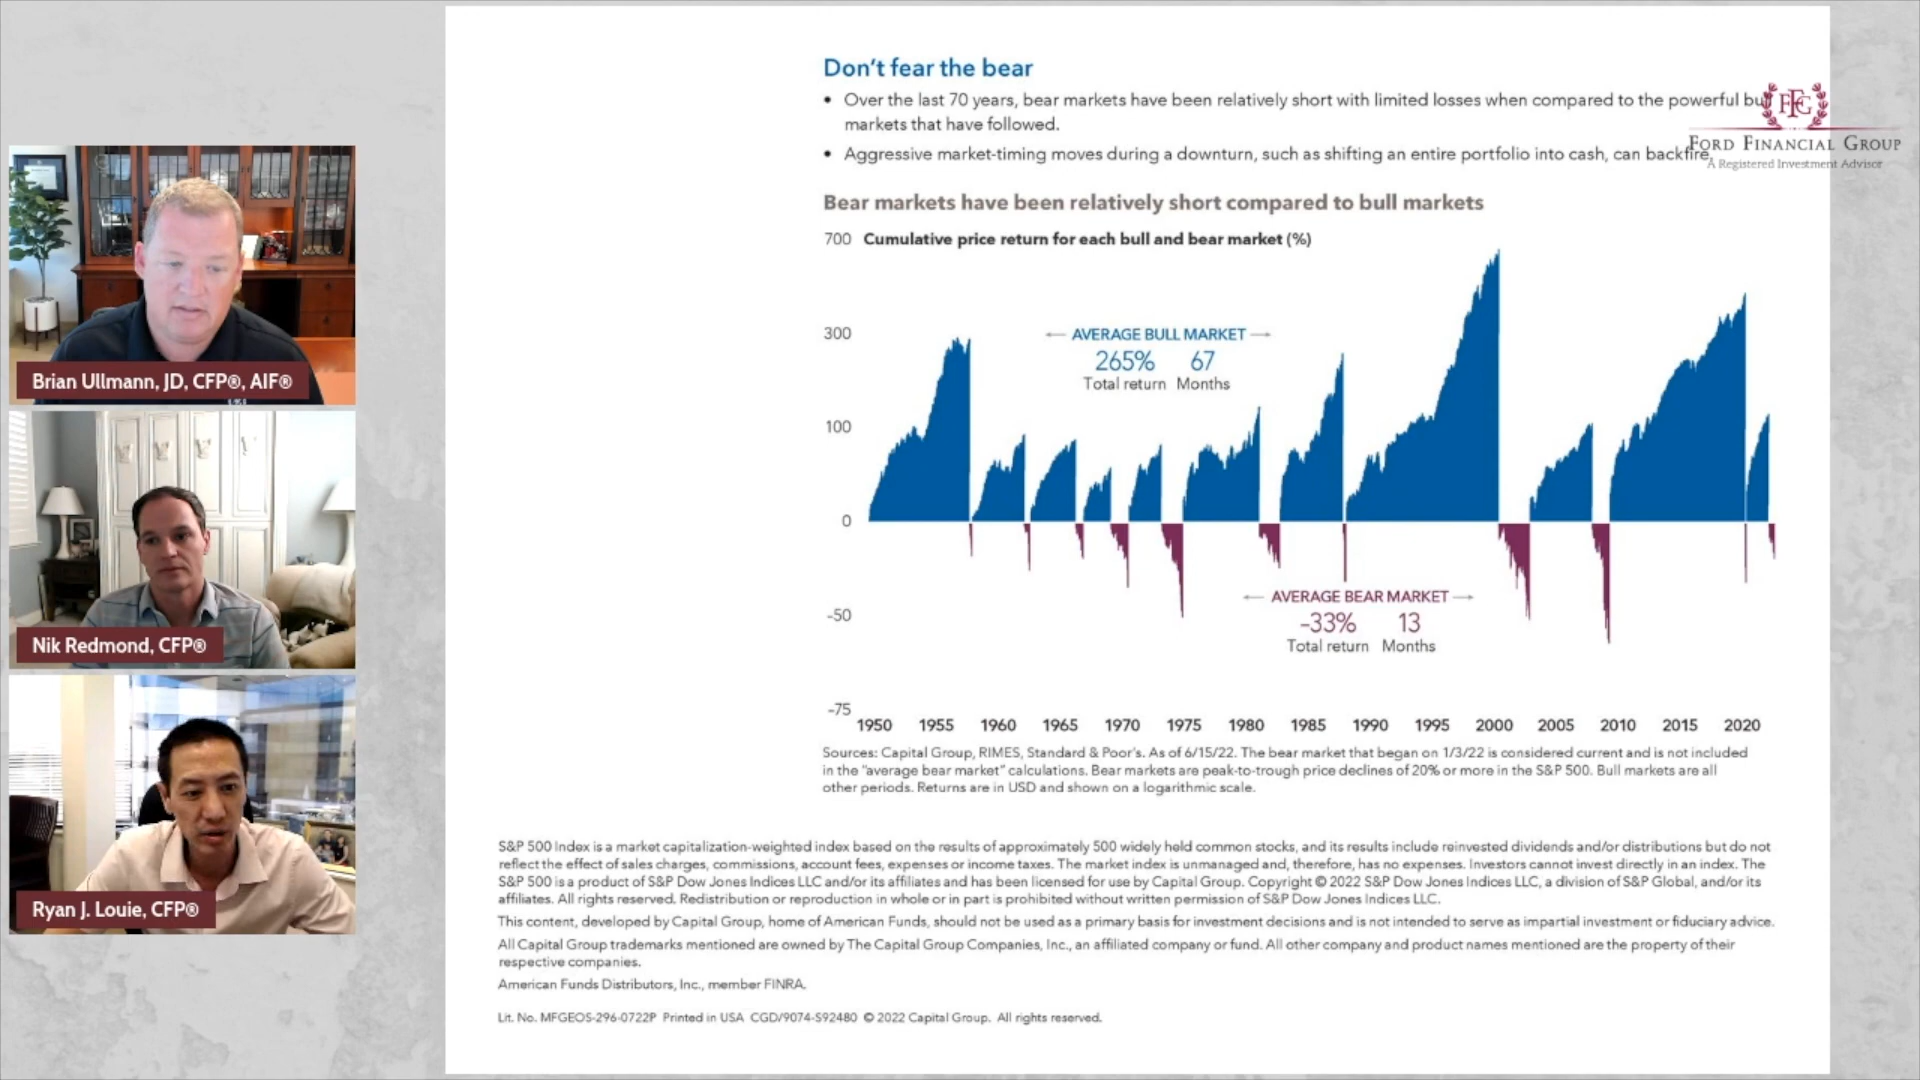 Don't fear the bear
• Over the last 70 years, bear markets have been relatively short with limited losses when compared to the powerful
markets that have followed.
• Aggressive market-timing moves during a downturn, such as shifting an entire portfolio into cash, can backfire
FFG
FORD FINANCIAL GROUP
A Registered Investment Advisor
Bear markets have been relatively short compared to bull markets
Cumulative price return for each bull and bear market (%)
700
300
100
0
-50
-75
← AVERAGE BULL MARKET →
265% 67
Total return Months
← AVERAGE BEAR MARKET →
-33% 13
Total return Months
1950 1955 1960 1965 1970 1975 1980 1985 1990 1995 2000 2005 2010 2015 2020
Sources: Capital Group, RIMES, Standard & Poor's. As of 6/15/22. The bear market that began on 1/3/22 is considered current and is not included
in the "average bear market" calculations. Bear markets are peak-to-trough price declines of 20% or more in the S&P 500. Bull markets are all
other periods. Returns are in USD and shown on a logarithmic scale.
S&P 500 Index is a market capitalization-weighted index based on the results of approximately 500 widely held common stocks, and its results include reinvested dividends and/or distributions but do not
reflect the effect of sales charges, commissions, account fees, expenses or income taxes. The market index is unmanaged and, therefore, has no expenses. Investors cannot invest directly in an index. The
S&P 500 is a product of S&P Dow Jones Indices LLC and/or its affiliates and has been licensed for use by Capital Group. Copyright © 2022 S&P Dow Jones Indices LLC, a division of S&P Global, and/or its
affiliates. All rights reserved. Redistribution or reproduction in whole or in part is prohibited without written permission of S&P Dow Jones Indices LLC.
This content, developed by Capital Group, home of American Funds, should not be used as a primary basis for investment decisions and is not intended to serve as impartial investment or fiduciary advice.
All Capital Group trademarks mentioned are owned by The Capital Group Companies, Inc., an affiliated company or fund. All other company and product names mentioned are the property of their
respective companies.
American Funds Distributors, Inc., member FINRA.
Lit. No. MFGEOS-296-0722P Printed in USA CGD/9074-S92480 © 2022 Capital Group. All rights reserved.
Brian Ullmann, JD, CFP®, AIF®
Nik Redmond, CFP®
Ryan J. Louie, CFP®